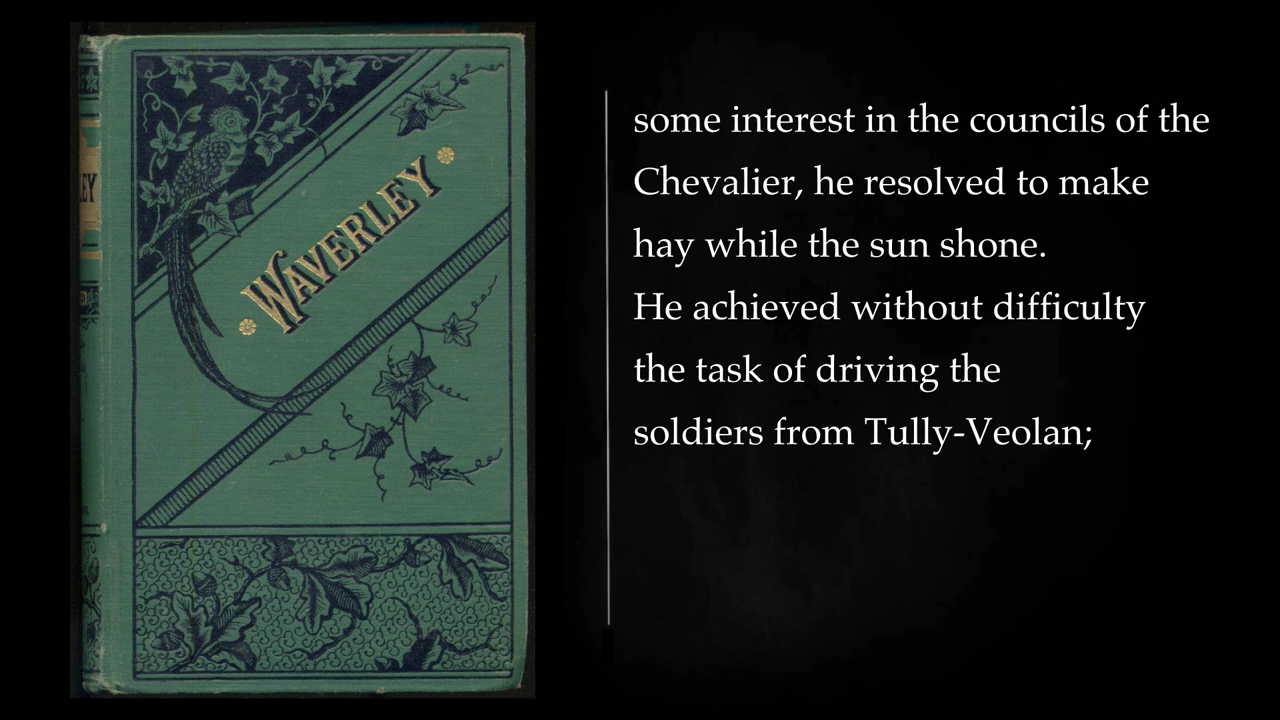 WAVERLEY
EY
some interest in the councils of the
Chevalier, he resolved to make
hay while the sun shone.
He achieved without difficulty
the task of driving the
soldiers from Tully-Veolan;